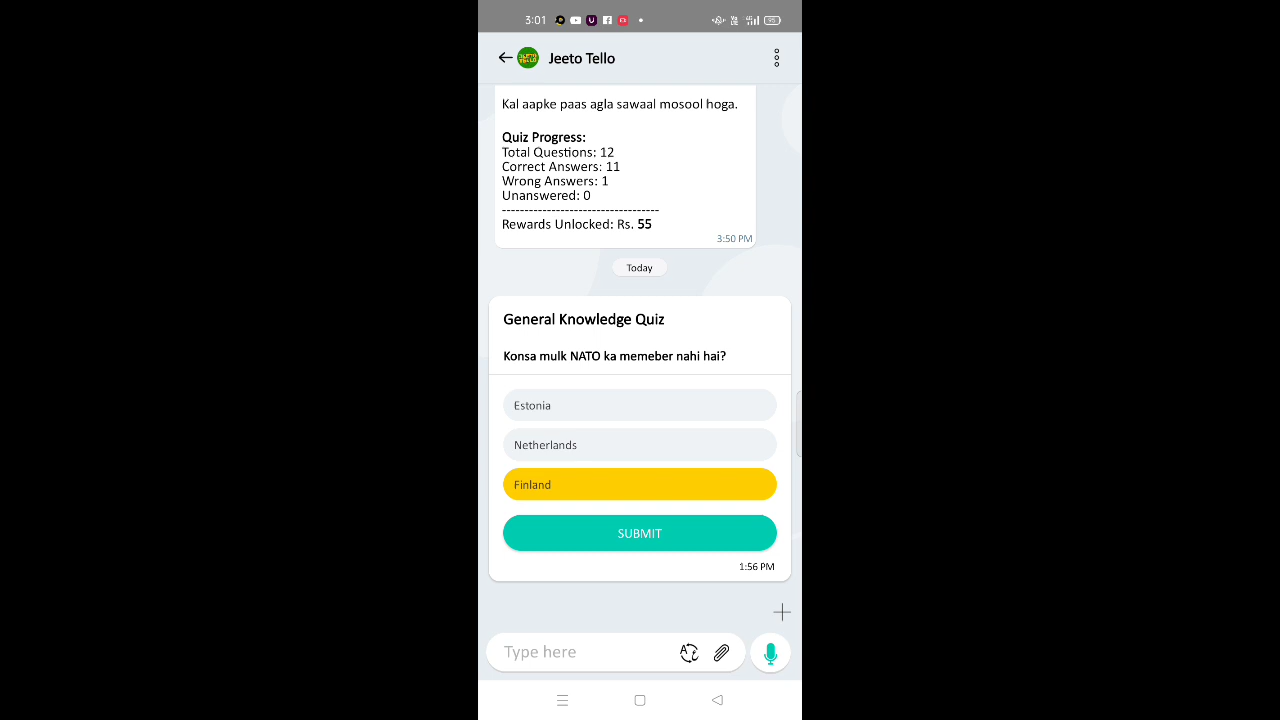 3:01
Jeeto Tello
Kal aapke paas agla sawaal mosool hoga.
Quiz Progress:
Total Questions: 12
Correct Answers: 11
Wrong Answers: 1
Unanswered: 0
-----------------------------------
Rewards Unlocked: Rs. 55
3:50 PM
Today
General Knowledge Quiz
Konsa mulk NATO ka memeber nahi hai?
Estonia
Netherlands
Finland
SUBMIT
1:56 PM
Type here